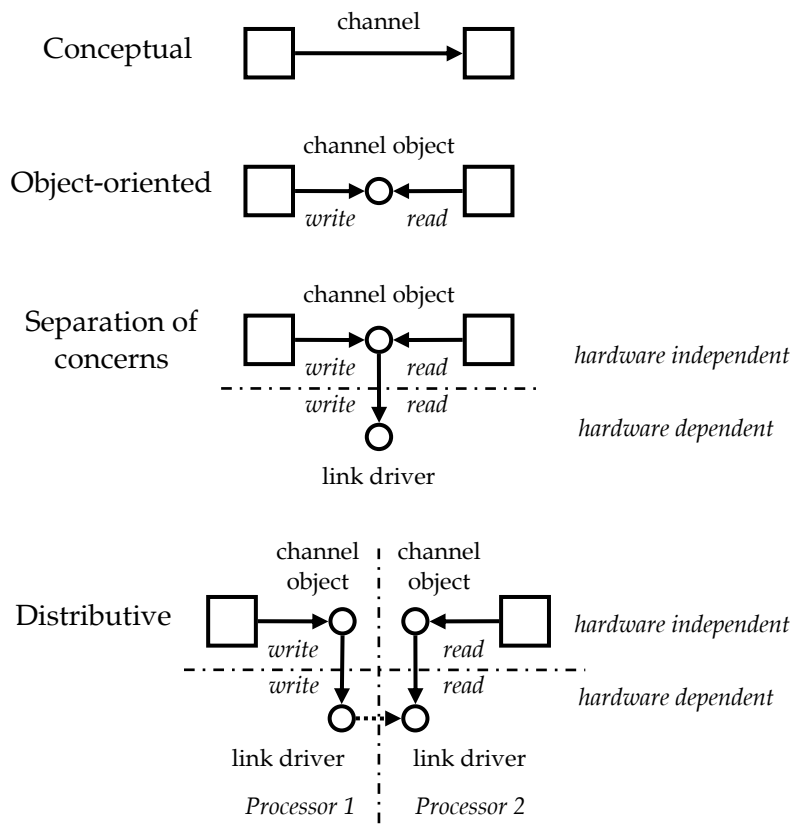 channel
Conceptual
channel object
Object-oriented
write read
channel object
Separation of
concerns
write read
hardware independent
write read
hardware dependent
link driver
channel channel
object object
Distributive
hardware independent
write read
write read
hardware dependent
link driver link driver
Processor 1 Processor 2